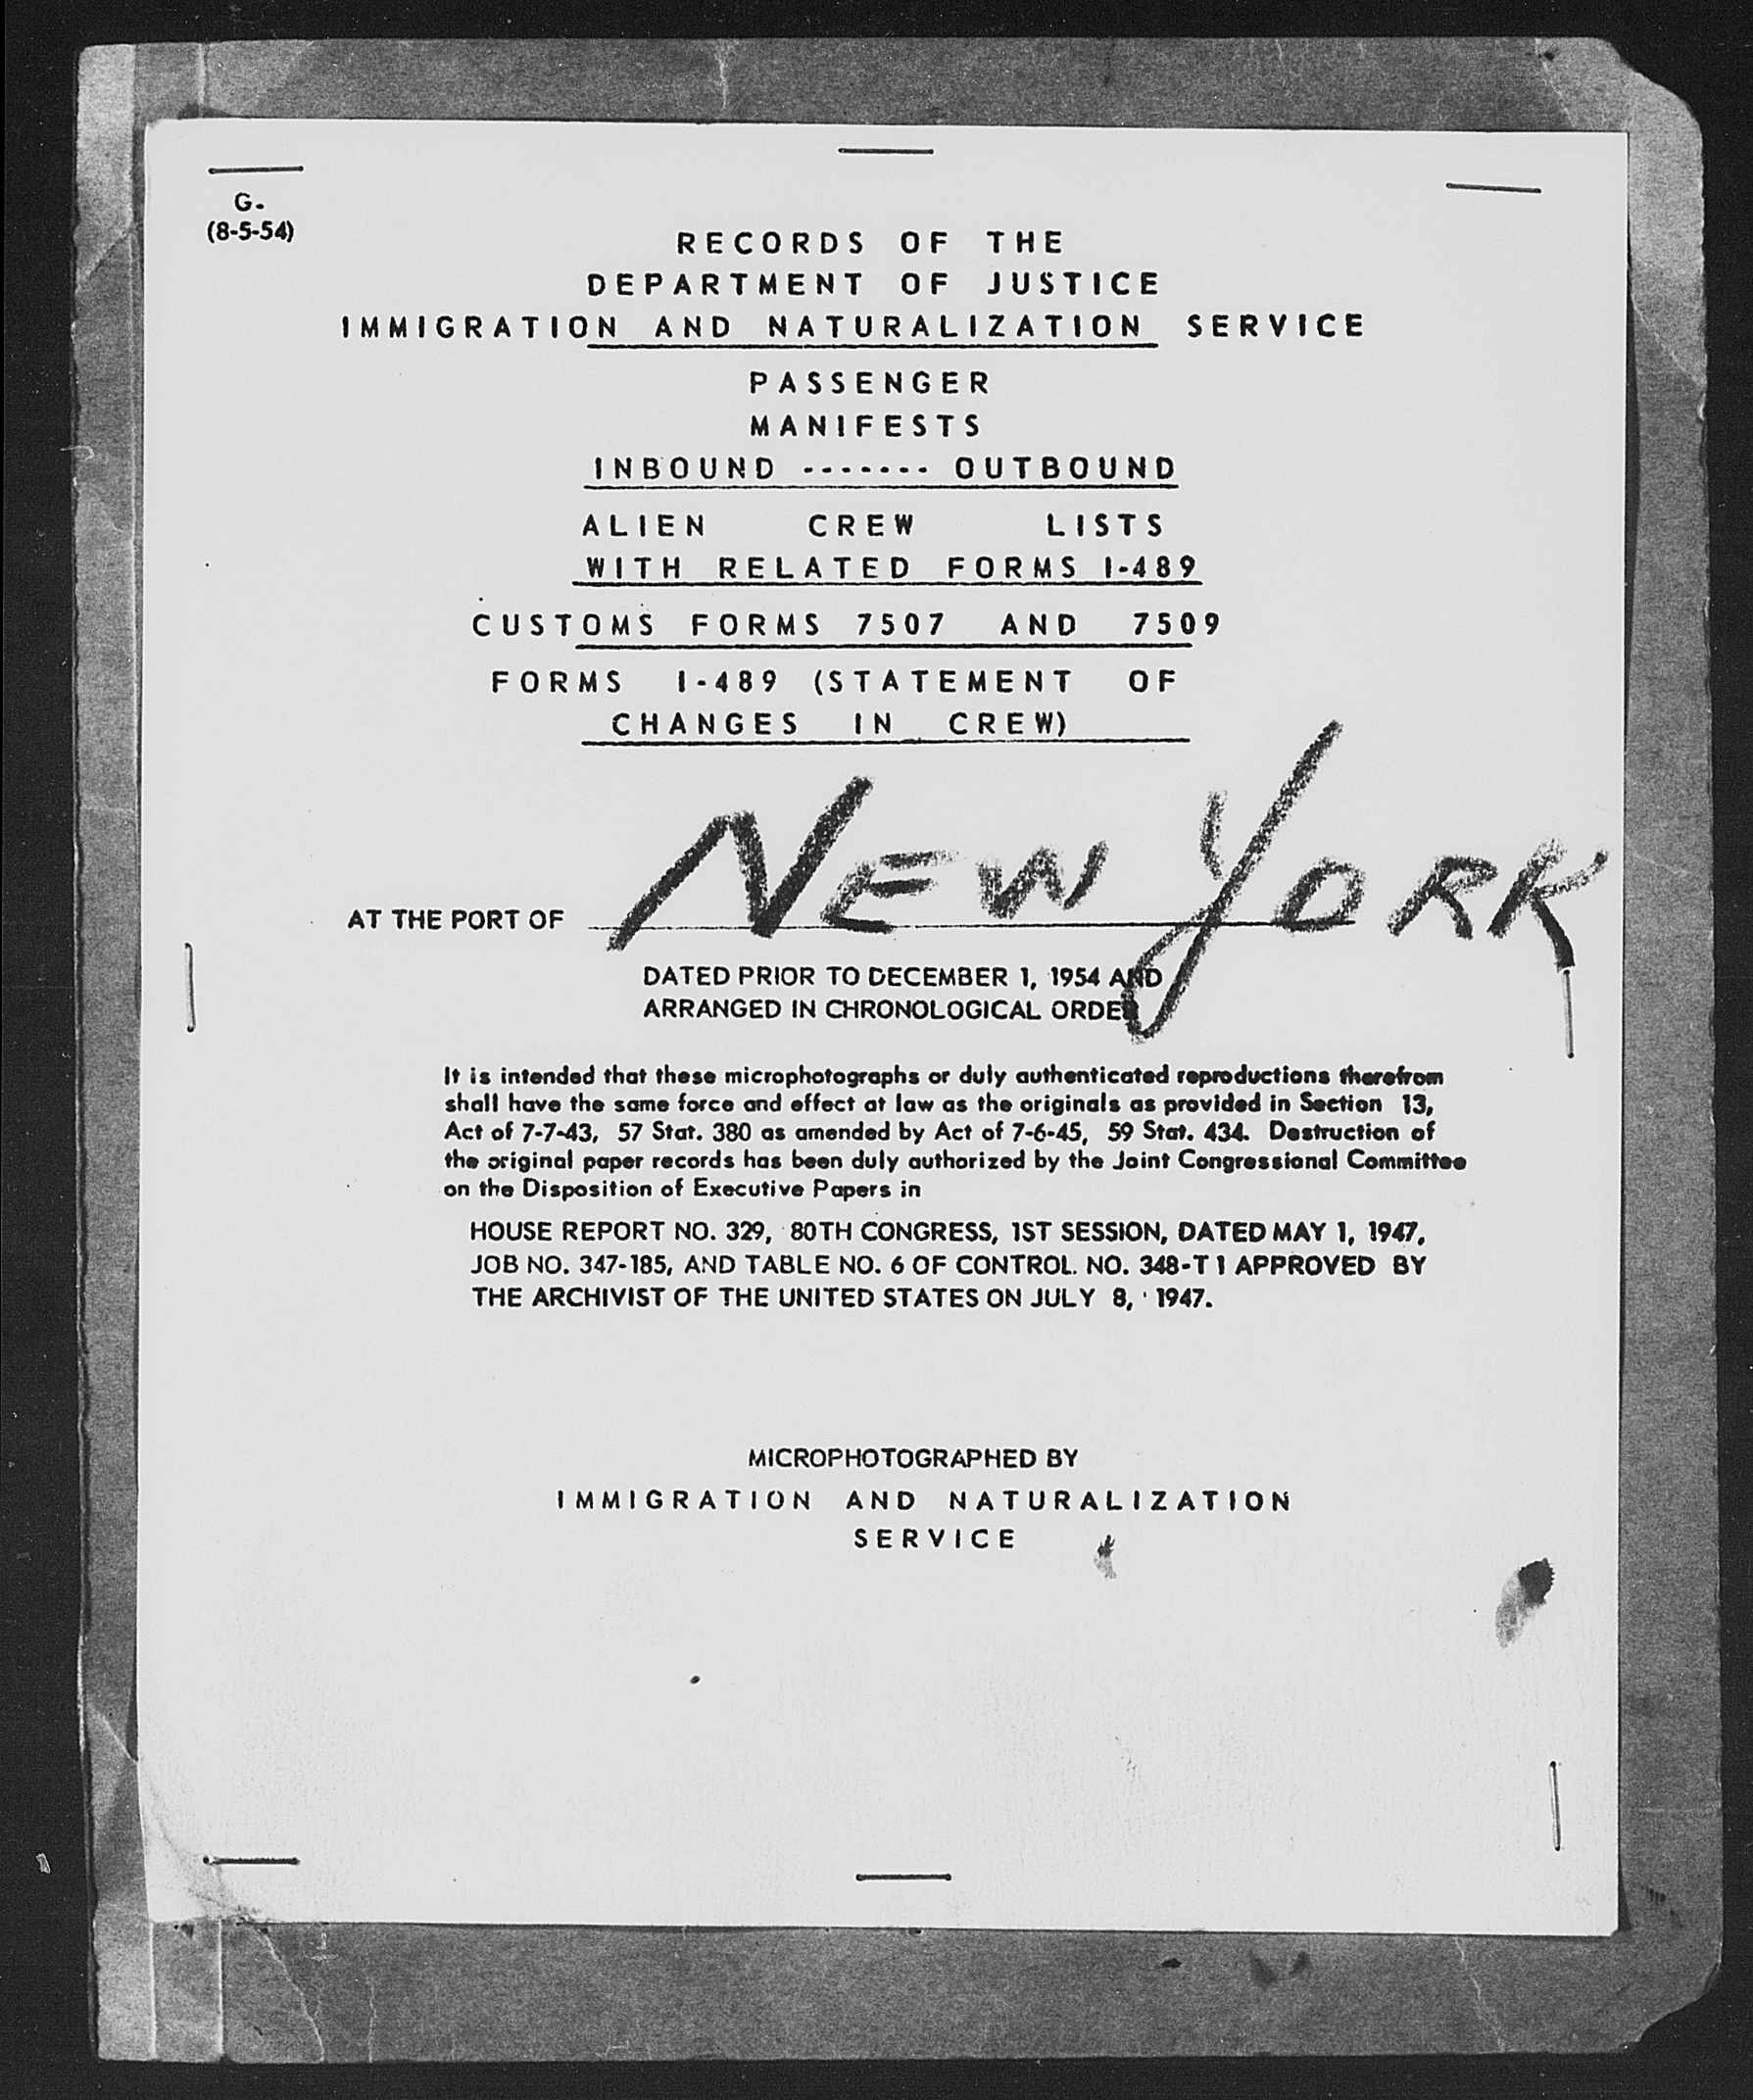 G-
(8-5-54)
RECORDS OF THE
DEPARTMENT OF JUSTICE
IMMIGRATION AND NATURALIZATION SERVICE
PASSENGER
MANIFESTS
INBOUND ------- OUTBOUND
ALIEN CREW LISTS
WITH RELATED FORMS I-489
CUSTOMS FORMS 7507 AND 7509
FORMS I-489 (STATEMENT OF
CHANGES IN CREW)
AT THE PORT OF NEW YORK
DATED PRIOR TO DECEMBER 1, 1954 AND
ARRANGED IN CHRONOLOGICAL ORDER
It is intended that these microphotographs or duly authenticated reproductions therefrom
shall have the same force and effect at law as the originals as provided in Section 13,
Act of 7-7-43, 57 Stat. 380 as amended by Act of 7-6-45, 59 Stat. 434. Destruction of
the original paper records has been duly authorized by the Joint Congressional Committee
on the Disposition of Executive Papers in
HOUSE REPORT NO. 329, 80TH CONGRESS, 1ST SESSION, DATED MAY 1, 1947,
JOB NO. 347-185, AND TABLE NO. 6 OF CONTROL. NO. 348-T 1 APPROVED BY
THE ARCHIVIST OF THE UNITED STATES ON JULY 8, 1947.
MICROPHOTOGRAPHED BY
IMMIGRATION AND NATURALIZATION
SERVICE